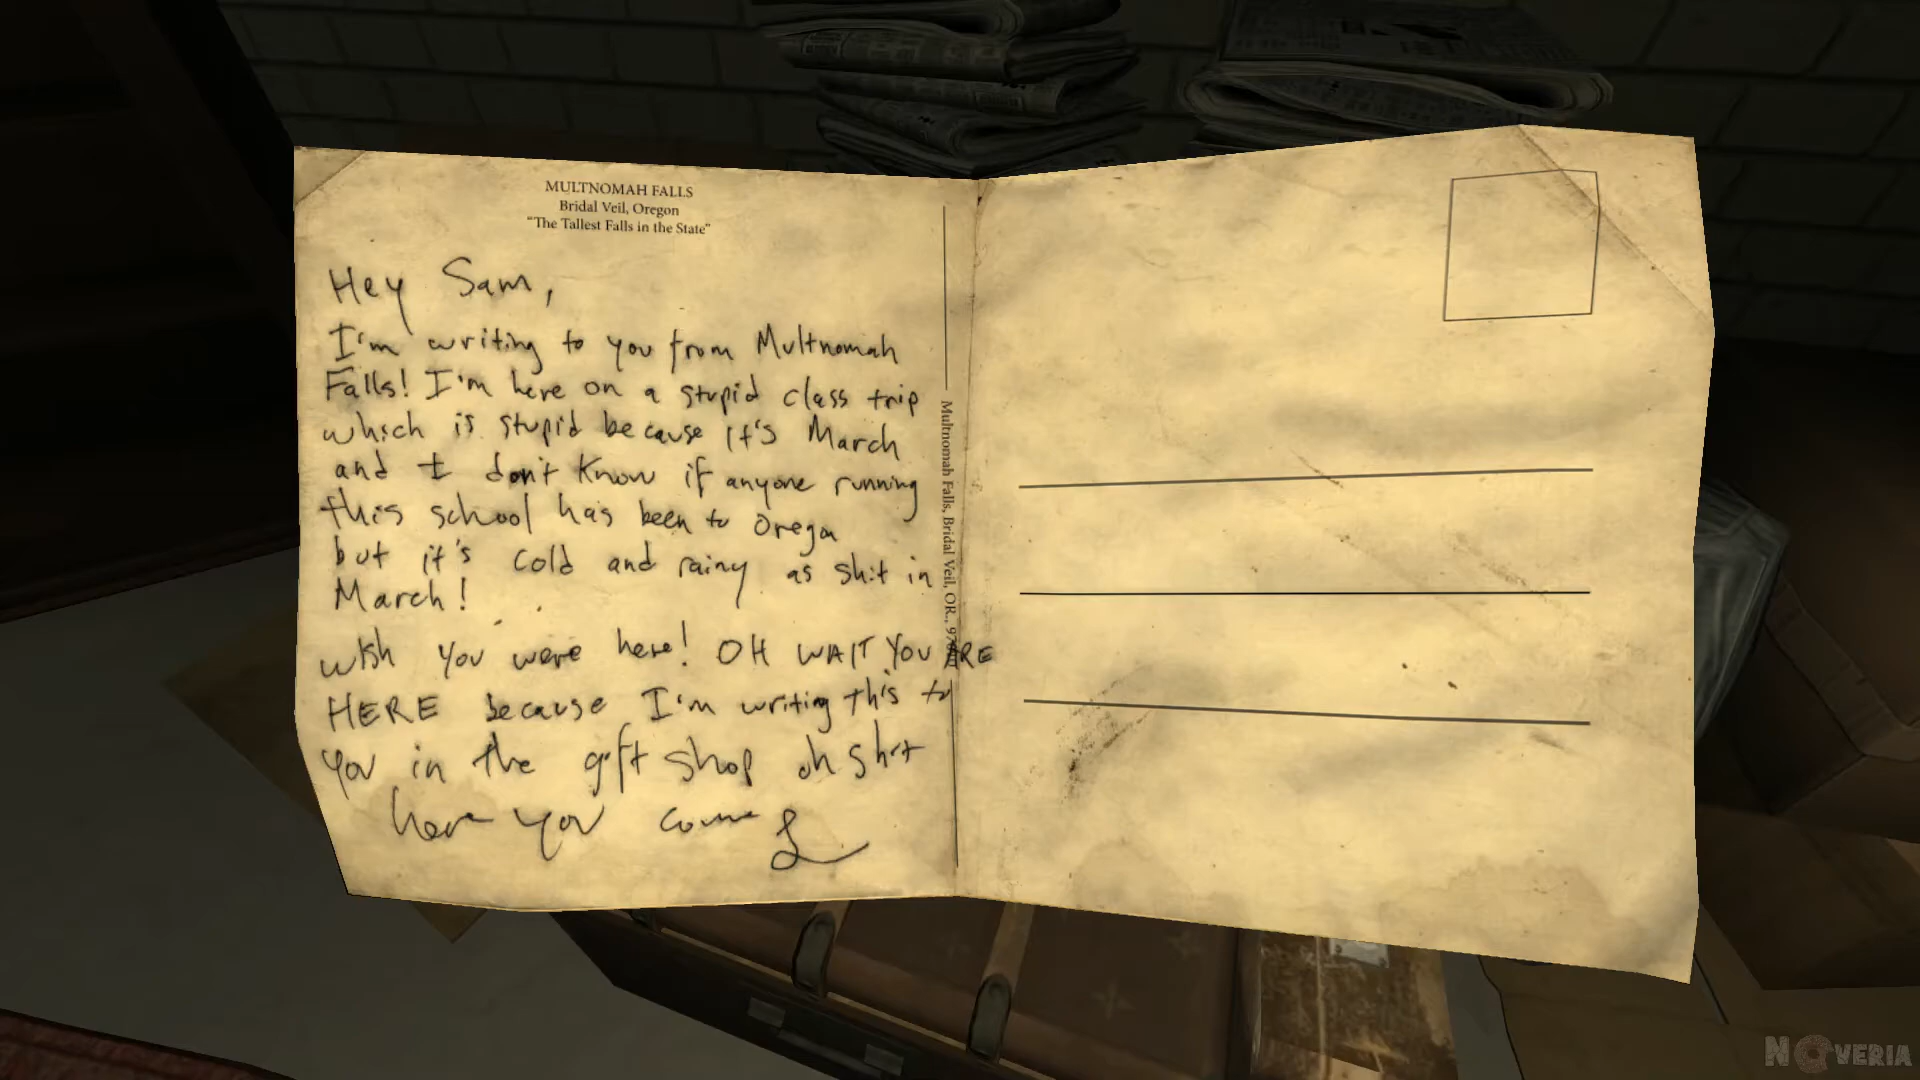 MULTNOMAH FALLS
Bridal Veil, Oregon
"The Tallest Falls in the State"
Hey Sam,
I'm writing to you from Multnomah
Falls! I'm here on a stupid class trip
which is stupid because it's March
and I don't know if anyone running
this school has been to Oregon
but it's cold and rainy as shit in
March!
wish you were here! OH WAIT YOU ARE
HERE because I'm writing this to
you in the gift shop oh shit
here you come
L
Multnomah Falls, Bridal Veil, OR.,
NOVERIA